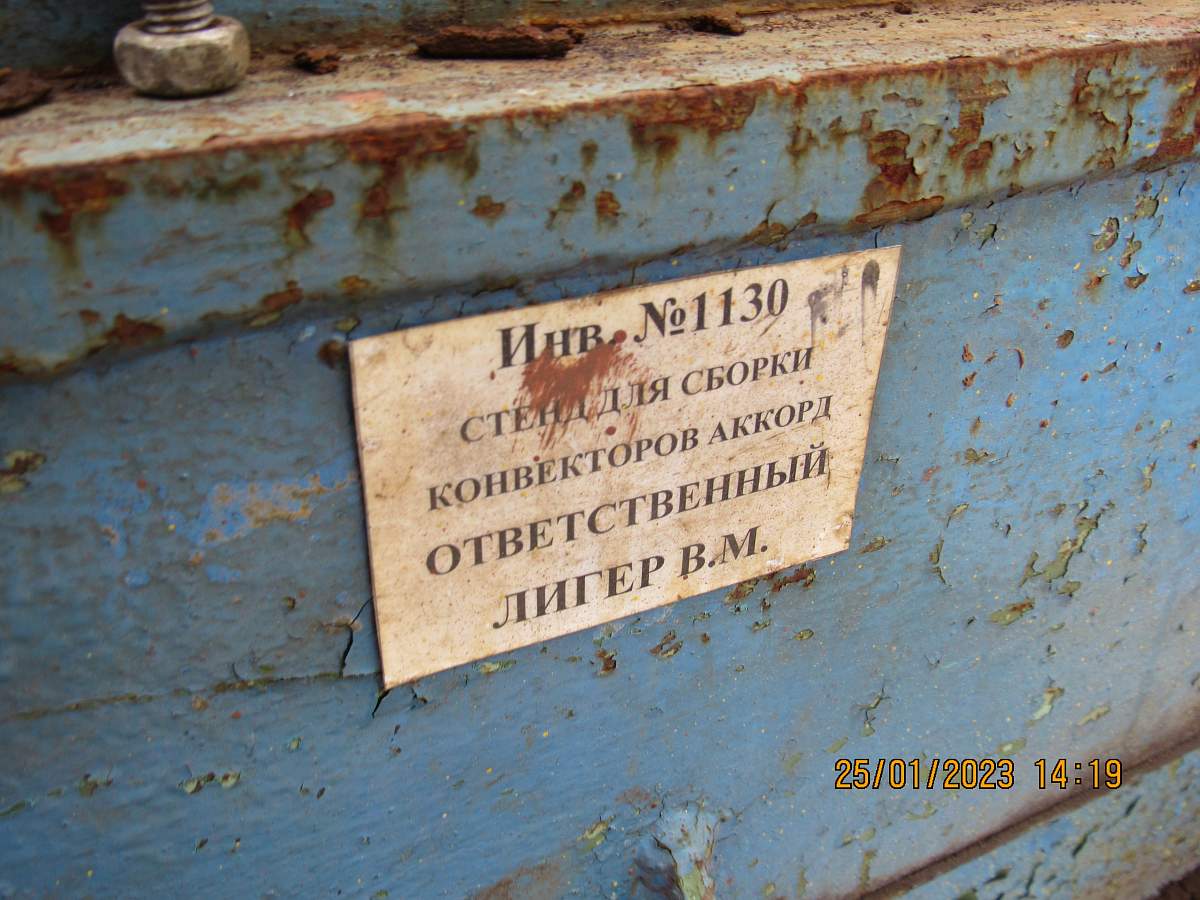 Инв. №1130
СТЕНД ДЛЯ СБОРКИ
КОНВЕКТОРОВ АККОРД
ОТВЕТСТВЕННЫЙ
ЛИГЕР В.М.
25/01/2023 14:19